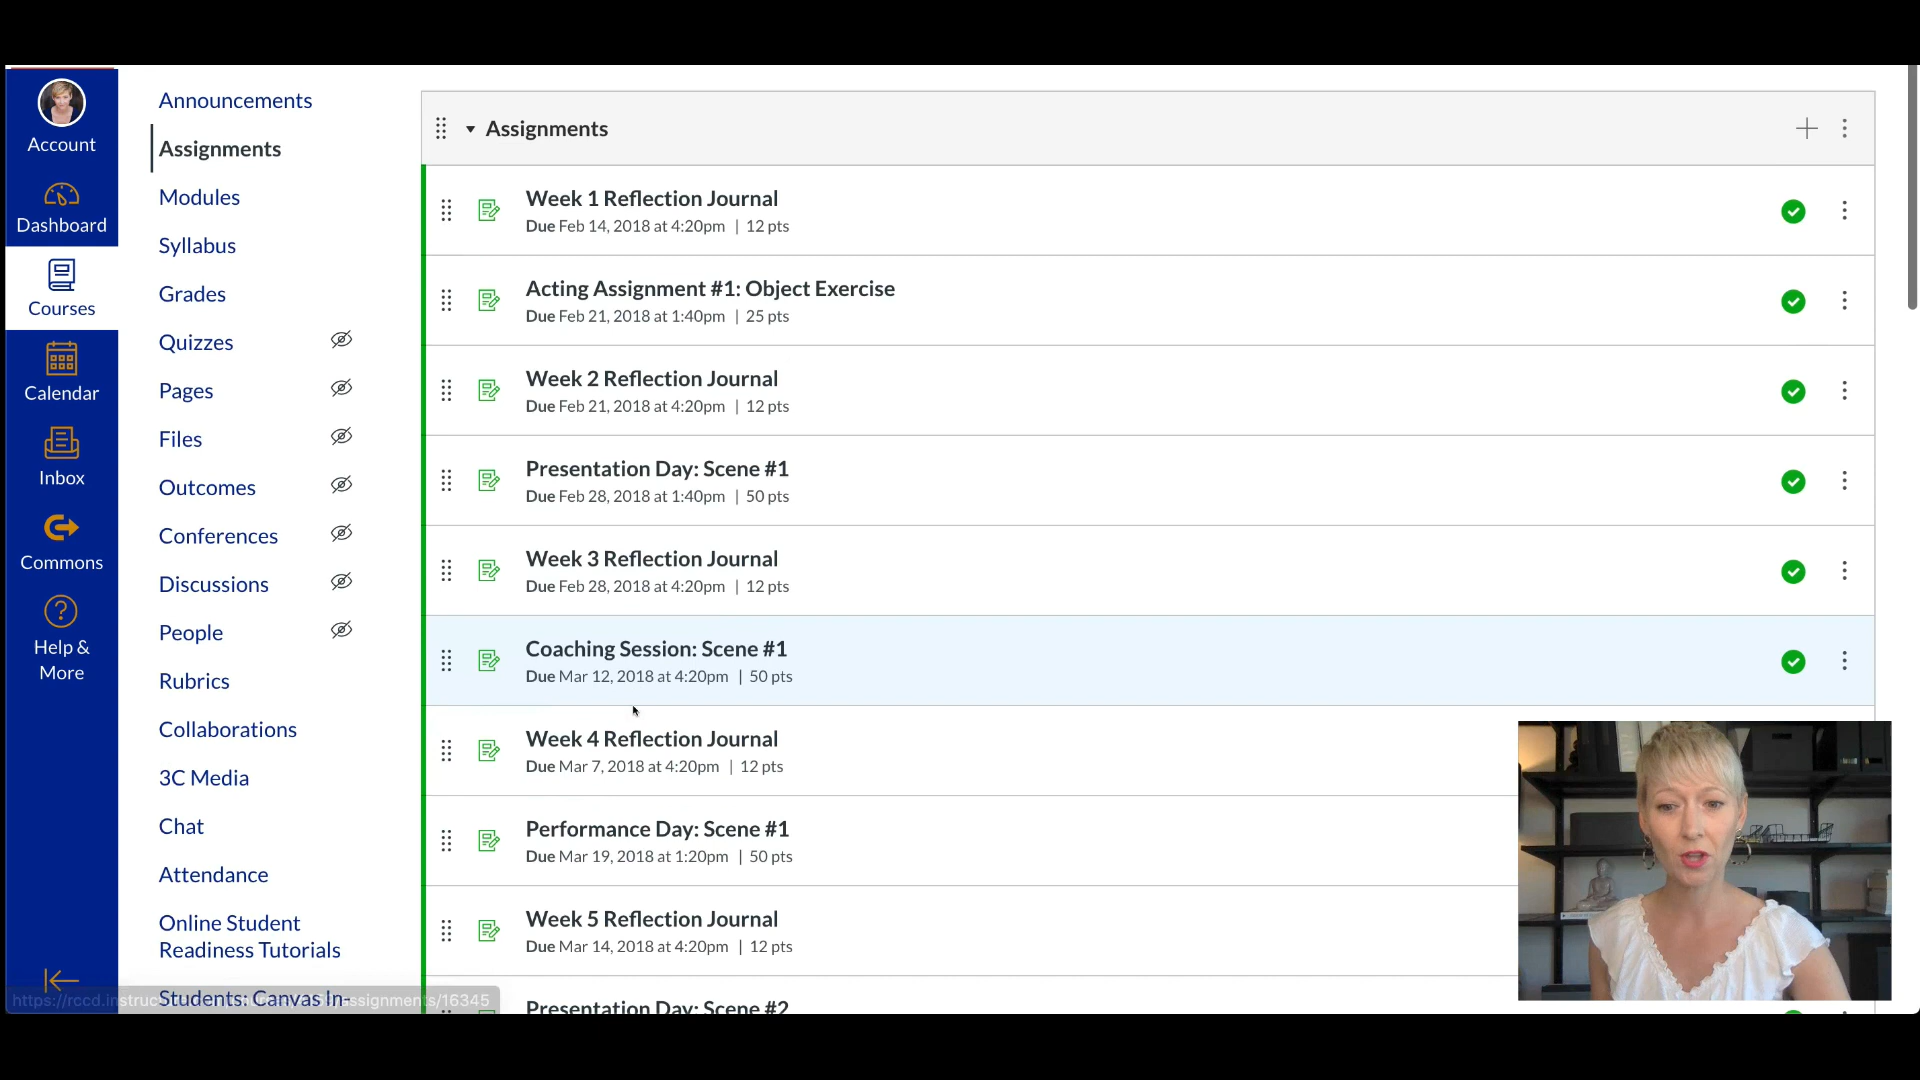 Account
Dashboard
Courses
Calendar
Inbox
Commons
Help &
More
Announcements
Assignments
Modules
Syllabus
Grades
Quizzes
Pages
Files
Outcomes
Conferences
Discussions
People
Rubrics
Collaborations
3C Media
Chat
Attendance
Online Student
Readiness Tutorials
Students: Canvas In-
Assignments
Week 1 Reflection Journal
Due Feb 14, 2018 at 4:20pm | 12 pts
Acting Assignment #1: Object Exercise
Due Feb 21, 2018 at 1:40pm | 25 pts
Week 2 Reflection Journal
Due Feb 21, 2018 at 4:20pm | 12 pts
Presentation Day: Scene #1
Due Feb 28, 2018 at 1:40pm | 50 pts
Week 3 Reflection Journal
Due Feb 28, 2018 at 4:20pm | 12 pts
Coaching Session: Scene #1
Due Mar 12, 2018 at 4:20pm | 50 pts
Week 4 Reflection Journal
Due Mar 7, 2018 at 4:20pm | 12 pts
Performance Day: Scene #1
Due Mar 19, 2018 at 1:20pm | 50 pts
Week 5 Reflection Journal
Due Mar 14, 2018 at 4:20pm | 12 pts
Presentation Day: Scene #2